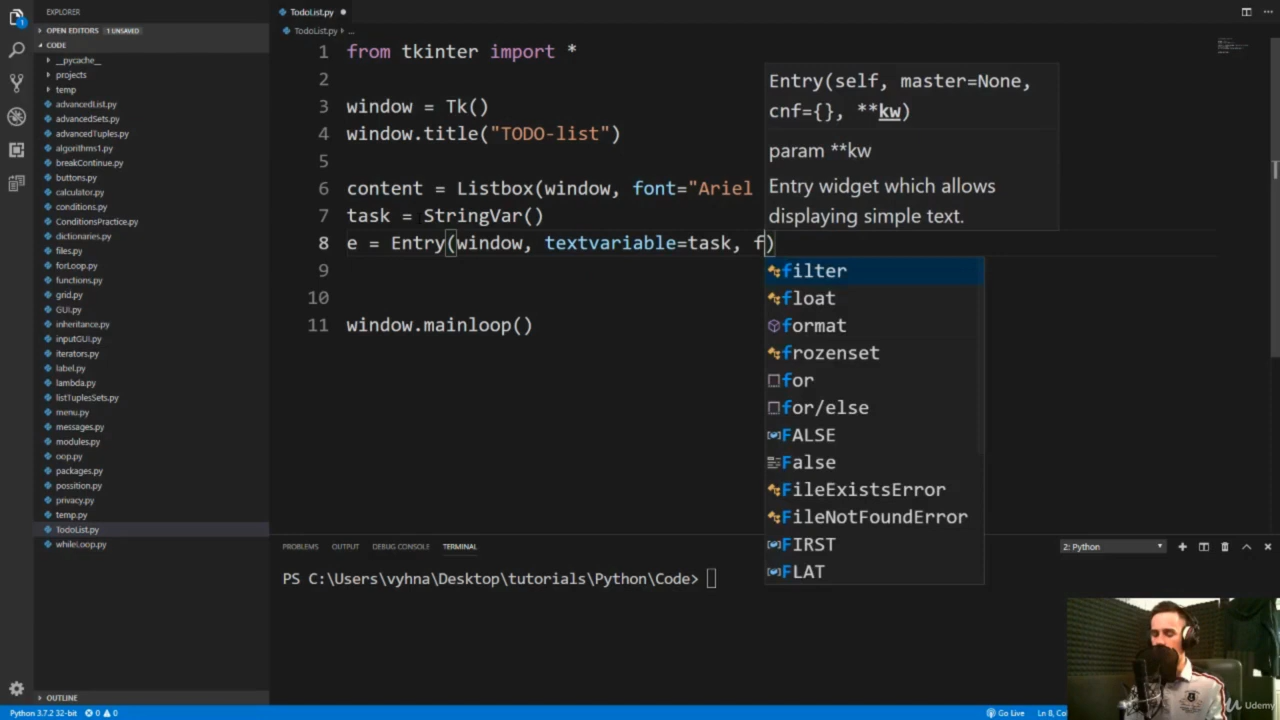 EXPLORER
OPEN EDITORS 1 UNSAVED
CODE
__pycache__
projects
temp
advancedList.py
advancedSets.py
advancedTuples.py
algorithms1.py
breakContinue.py
buttons.py
calculator.py
conditions.py
ConditionsPractice.py
dictionaries.py
files.py
forLoop.py
functions.py
grid.py
GUI.py
inheritance.py
inputGUI.py
iterators.py
label.py
lambda.py
listTuplesSets.py
menu.py
messages.py
modules.py
oop.py
packages.py
possition.py
privacy.py
temp.py
TodoList.py
whileLoop.py
OUTLINE
TodoList.py
TodoList.py ...
1 from tkinter import *
2
3 window = Tk()
4 window.title("TODO-list")
5
6 content = Listbox(window, font="Ariel
7 task = StringVar()
8 e = Entry(window, textvariable=task, f)
9
10
11 window.mainloop()
Entry(self, master=None,
cnf={}, **kw)
param **kw
Entry widget which allows
displaying simple text.
filter
float
format
frozenset
for
for/else
FALSE
False
FileExistsError
FileNotFoundError
FIRST
FLAT
PROBLEMS OUTPUT DEBUG CONSOLE TERMINAL 2: Python
PS C:\Users\vyhna\Desktop\tutorials\Python\Code>
Udemy
Python 3.7.2 32-bit 0 0 Go Live Ln 8, Co
1